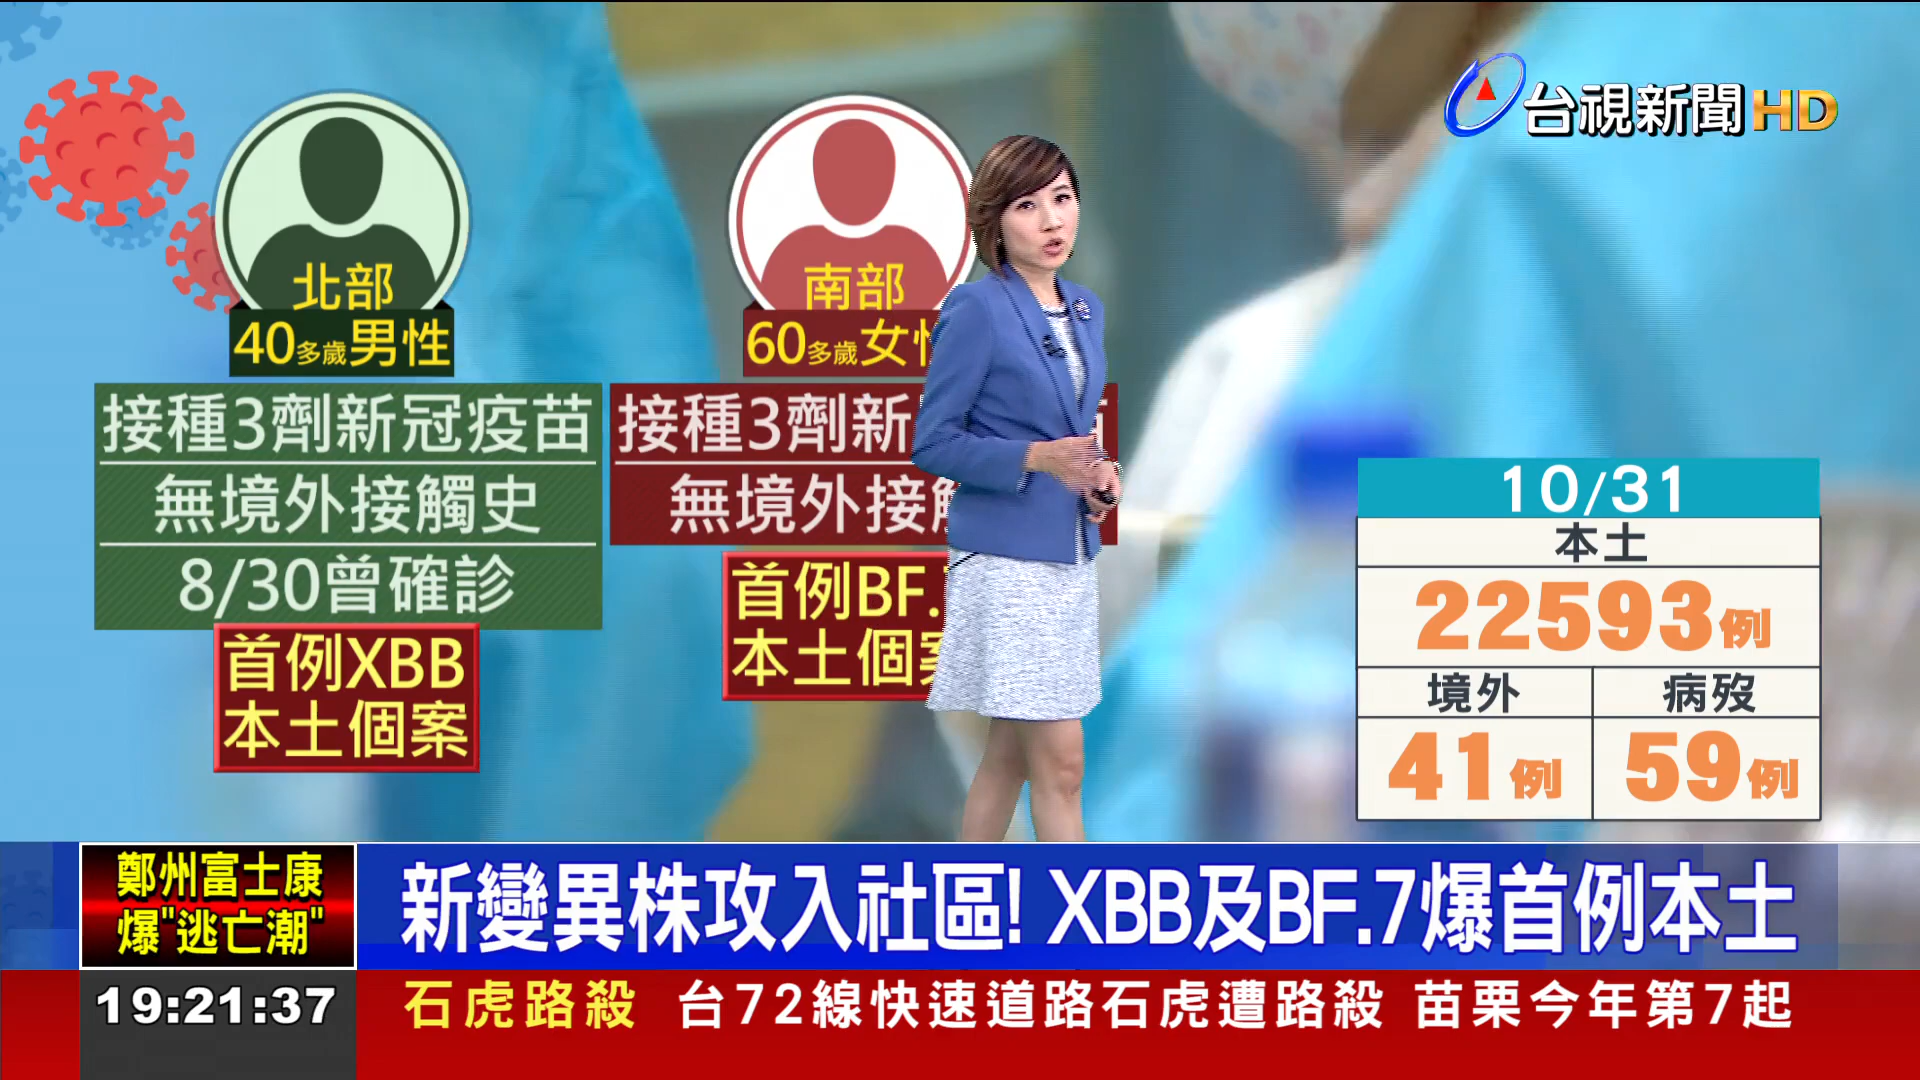 台視新聞HD
北部
40多歲男性
接種3劑新冠疫苗
無境外接觸史
8/30曾確診
首例XBB
本土個案
南部
60多歲女
接種3劑新
無境外接
首例BF.
本土個
10/31
本土
22593例
境外
病歿
41例
59例
鄭州富士康
爆"逃亡潮"
新變異株攻入社區! XBB及BF.7爆首例本土
19:21:37
石虎路殺 台72線快速道路石虎遭路殺 苗栗今年第7起